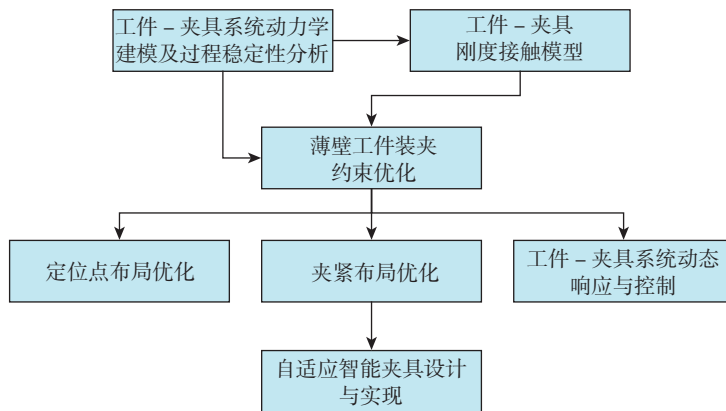 工件－夹具系统动力学
建模及过程稳定性分析
工件－夹具
刚度接触模型
薄壁工件装夹
约束优化
定位点布局优化
夹紧布局优化
工件－夹具系统动态
响应与控制
自适应智能夹具设计
与实现